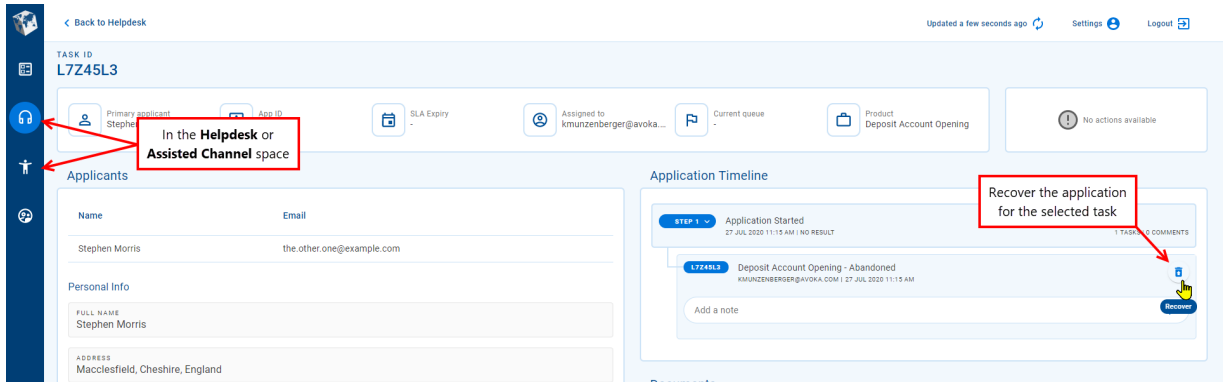 Back to Helpdesk
Updated a few seconds ago
Settings
Logout
TASK ID
L7Z45L3
Primary applicant
App ID
SLA Expiry
-
Assigned to
kmunzenberger@avoka...
Current queue
-
Product
Deposit Account Opening
No actions available
In the Helpdesk or
Assisted Channel space
Applicants
Name
Email
Stephen Morris
the.other.one@example.com
Personal Info
FULL NAME
Stephen Morris
ADDRESS
Macclesfield, Cheshire, England
Application Timeline
Recover the application
for the selected task
STEP 1
Application Started
27 JUL 2020 11:15 AM | NO RESULT
1 TASKS 0 COMMENTS
L7Z45L3
Deposit Account Opening - Abandoned
KMUNZENBERGER@AVOKA.COM | 27 JUL 2020 11:15 AM
Add a note
Recover